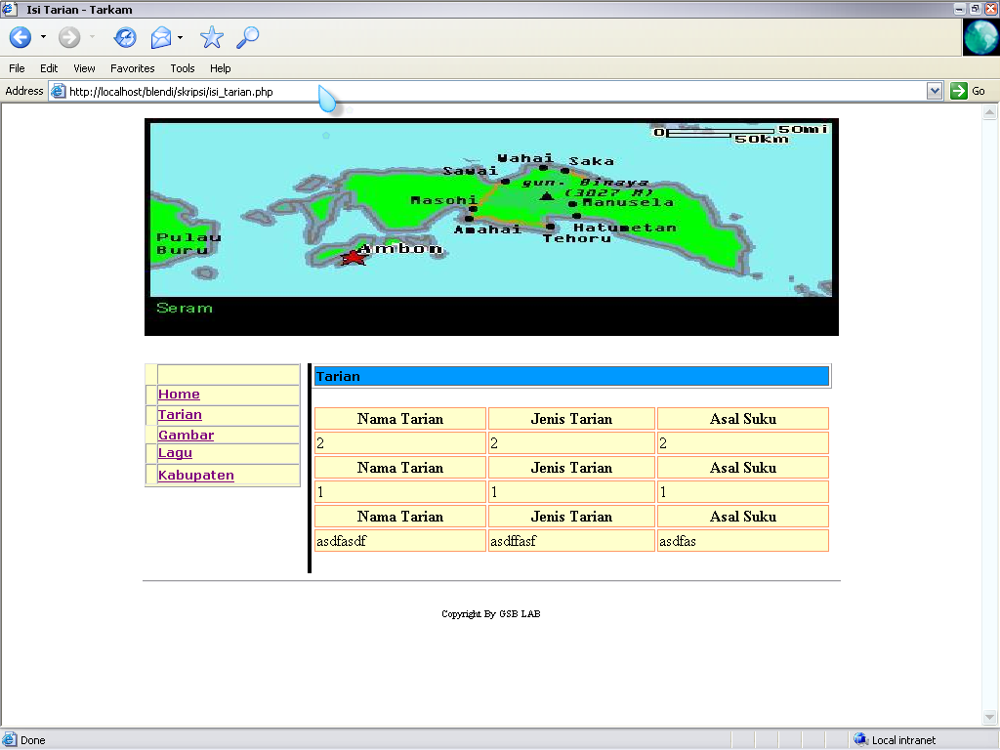 Isi Tarian - Tarkam
File Edit View Favorites Tools Help
Address http://localhost/blendi/skripsi/isi_tarian.php Go
0 50mi
50km
Wahai Saka
Sawai
gun. Binaya
(3027 M)
Masohi Manusela
Amahai Hatumetan
Tehoru
Pulau
Buru
Ambon
Seram
Home
Tarian
Gambar
Lagu
Kabupaten
Tarian
Nama Tarian Jenis Tarian Asal Suku
2 2 2
Nama Tarian Jenis Tarian Asal Suku
1 1 1
Nama Tarian Jenis Tarian Asal Suku
asdfasdf asdffasf asdfas
Copyright By GSB LAB
Done Local intranet